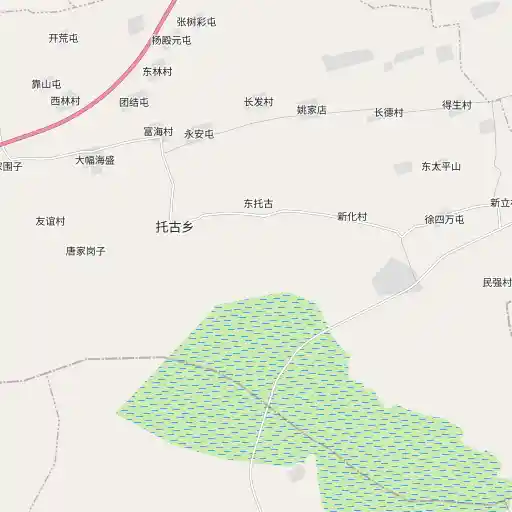 张树彩屯
开荒屯
扬殿元屯
东林村
靠山屯
西林村
团结屯
长发村
姚家店
长德村
得生村
富海村
永安屯
大幅海盛
家围子
东太平山
东托古
新化村
徐四万屯
新立
友谊村
托古乡
唐家岗子
民强村